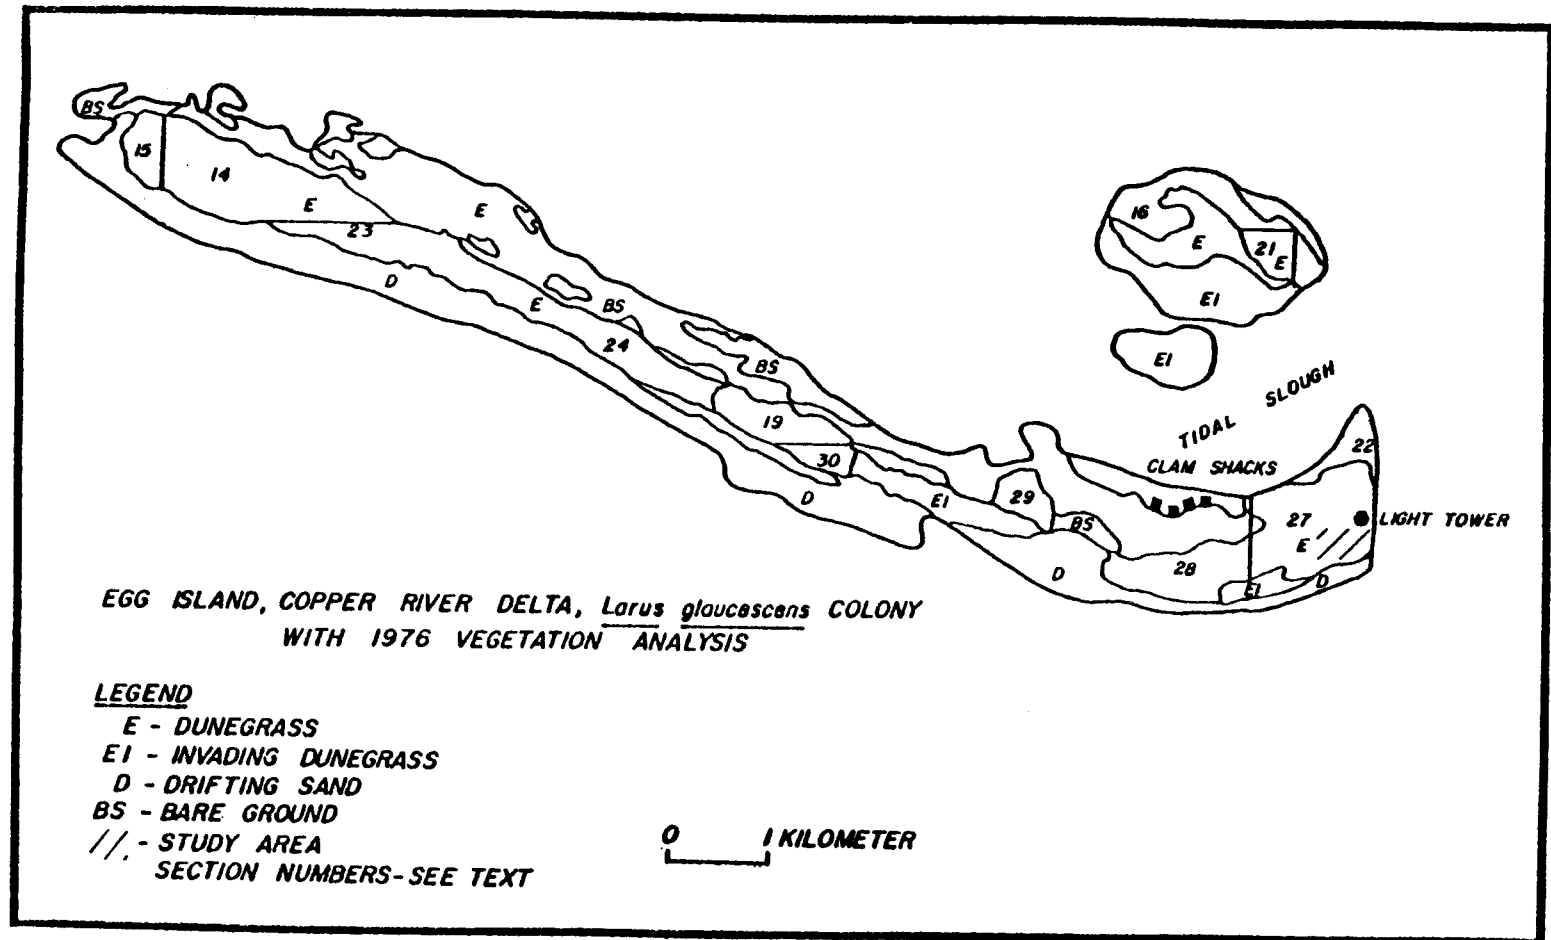 BS
15
14
E
23
E
D
E
BS
24
BS
19
30
D
EI
29
BS
D
28
16
E
21
E
EI
EI
TIDAL SLOUGH
CLAM SHACKS
22
27
E
LIGHT TOWER
EI
D
EGG ISLAND, COPPER RIVER DELTA, Larus glaucescens COLONY
WITH 1976 VEGETATION ANALYSIS
LEGEND
E - DUNEGRASS
EI - INVADING DUNEGRASS
D - DRIFTING SAND
BS - BARE GROUND
//. - STUDY AREA
SECTION NUMBERS - SEE TEXT
0 1 KILOMETER